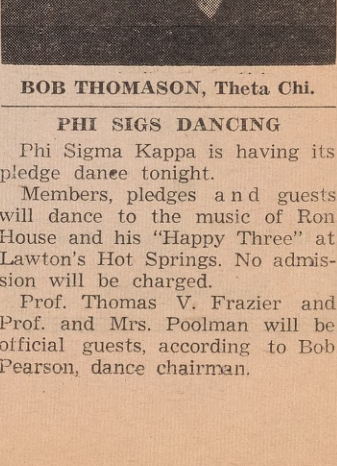 BOB THOMASON, Theta Chi.
PHI SIGS DANCING
Phi Sigma Kappa is having its
pledge dance tonight.
Members, pledges and guests
will dance to the music of Ron
House and his "Happy Three" at
Lawton's Hot Springs. No admis-
sion will be charged.
Prof. Thomas V. Frazier and
Prof. and Mrs. Poolman will be
official guests, according to Bob
Pearson, dance chairman.